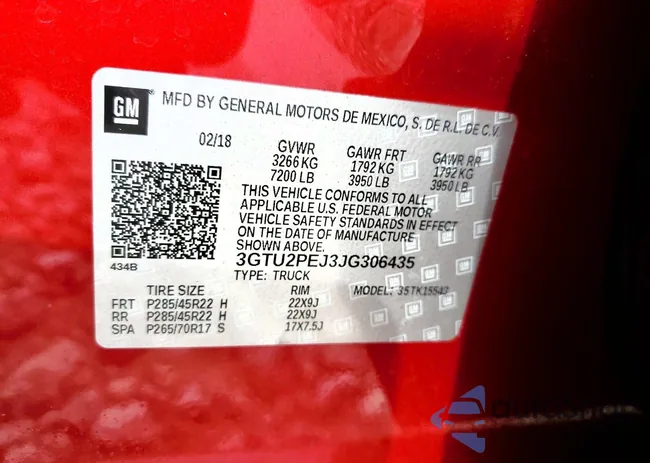 GM MFD BY GENERAL MOTORS DE MEXICO, S. DE R.L. DE C.V.
02/18 GVWR GAWR FRT GAWR RR
3266 KG 1792 KG 1792 KG
7200 LB 3950 LB 3950 LB
THIS VEHICLE CONFORMS TO ALL
APPLICABLE U.S. FEDERAL MOTOR
VEHICLE SAFETY STANDARDS IN EFFECT
ON THE DATE OF MANUFACTURE
SHOWN ABOVE.
3GTU2PEJ3JG306435
434B TYPE: TRUCK
TIRE SIZE RIM MODEL: 35TK15543
FRT P285/45R22 H 22X9J
RR P285/45R22 H 22X9J
SPA P265/70R17 S 17X7.5J